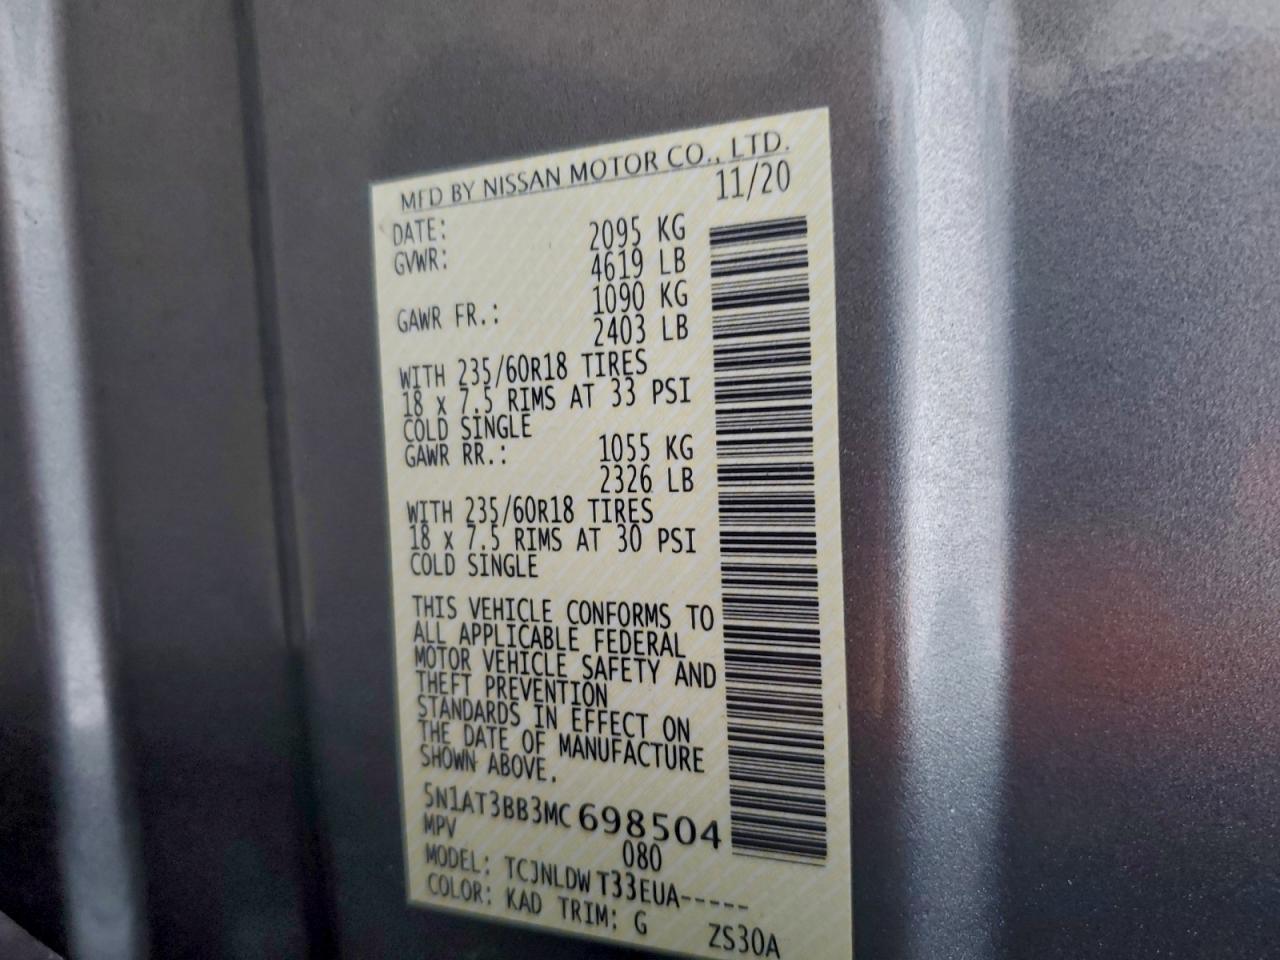 MFD BY NISSAN MOTOR CO., LTD.
DATE: 11/20
GVWR: 2095 KG
4619 LB
GAWR FR.: 1090 KG
2403 LB
WITH 235/60R18 TIRES
18 x 7.5 RIMS AT 33 PSI
COLD SINGLE
GAWR RR.: 1055 KG
2326 LB
WITH 235/60R18 TIRES
18 x 7.5 RIMS AT 30 PSI
COLD SINGLE
THIS VEHICLE CONFORMS TO
ALL APPLICABLE FEDERAL
MOTOR VEHICLE SAFETY AND
THEFT PREVENTION
STANDARDS IN EFFECT ON
THE DATE OF MANUFACTURE
SHOWN ABOVE.
5N1AT3BB3MC698504
MPV 080
MODEL: TCJNLDW T33EUA-----
COLOR: KAD TRIM: G ZS30A